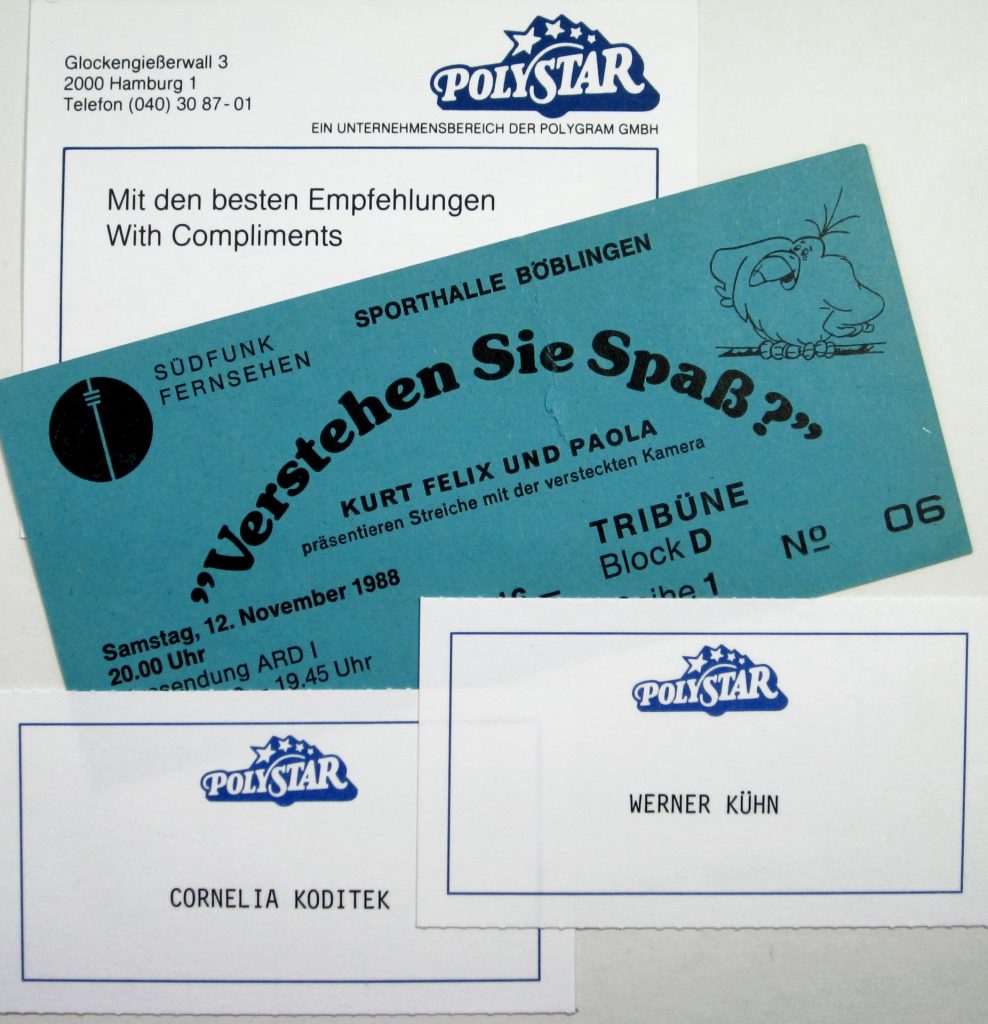 Glockengießerwall 3
2000 Hamburg 1
Telefon (040) 30 87-01
POLYSTAR
EIN UNTERNEHMENSBEREICH DER POLYGRAM GMBH
Mit den besten Empfehlungen
With Compliments
SPORTHALLE BÖBLINGEN
SÜDFUNK
FERNSEHEN
"Verstehen Sie Spaß?"
KURT FELIX UND PAOLA
präsentieren Streiche mit der versteckten Kamera
TRIBÜNE
Block D
Nº 06
1
Samstag, 12. November 1988
20.00 Uhr
ARD I
19.45 Uhr
POLYSTAR
WERNER KÜHN
POLYSTAR
CORNELIA KODITEK